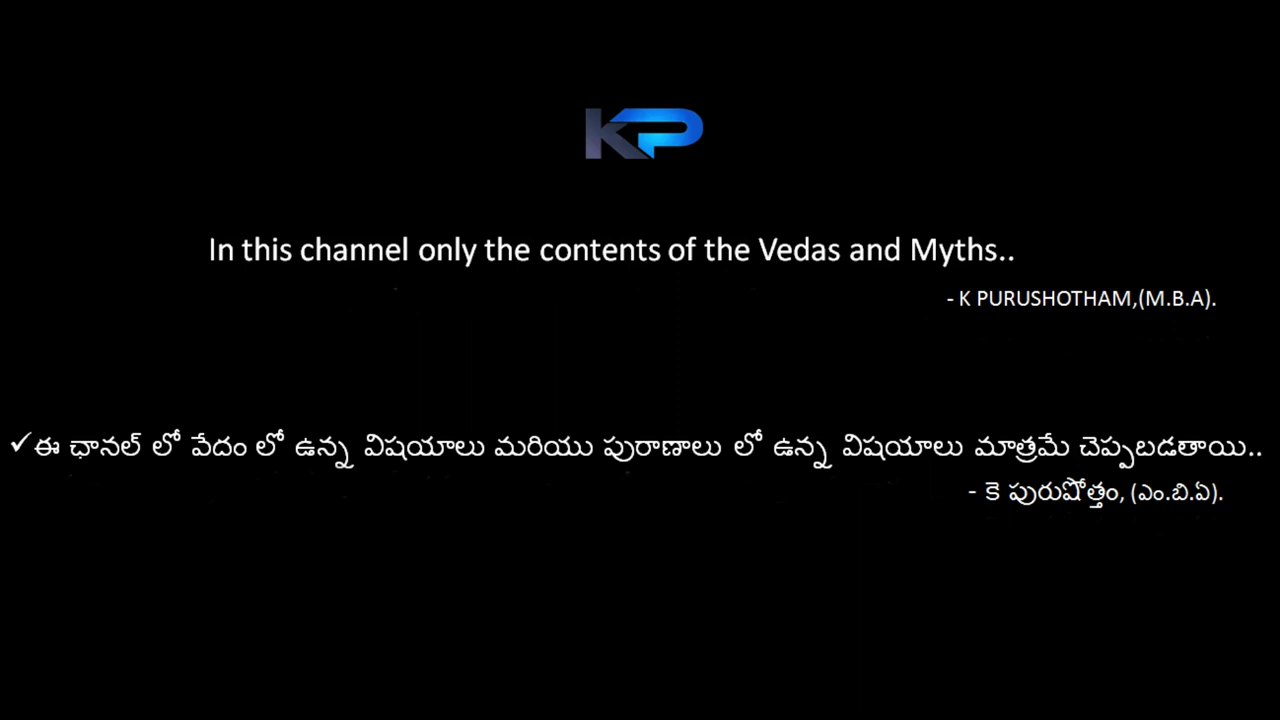 KP
In this channel only the contents of the Vedas and Myths..
- K PURUSHOTHAM,(M.B.A).
✓ఈ ఛానల్ లో వేదం లో ఉన్న విషయాలు మరియు పురాణాలు లో ఉన్న విషయాలు మాత్రమే చెప్పబడతాయి..
- కె పురుషోత్తం, (ఎం.బి.ఏ).